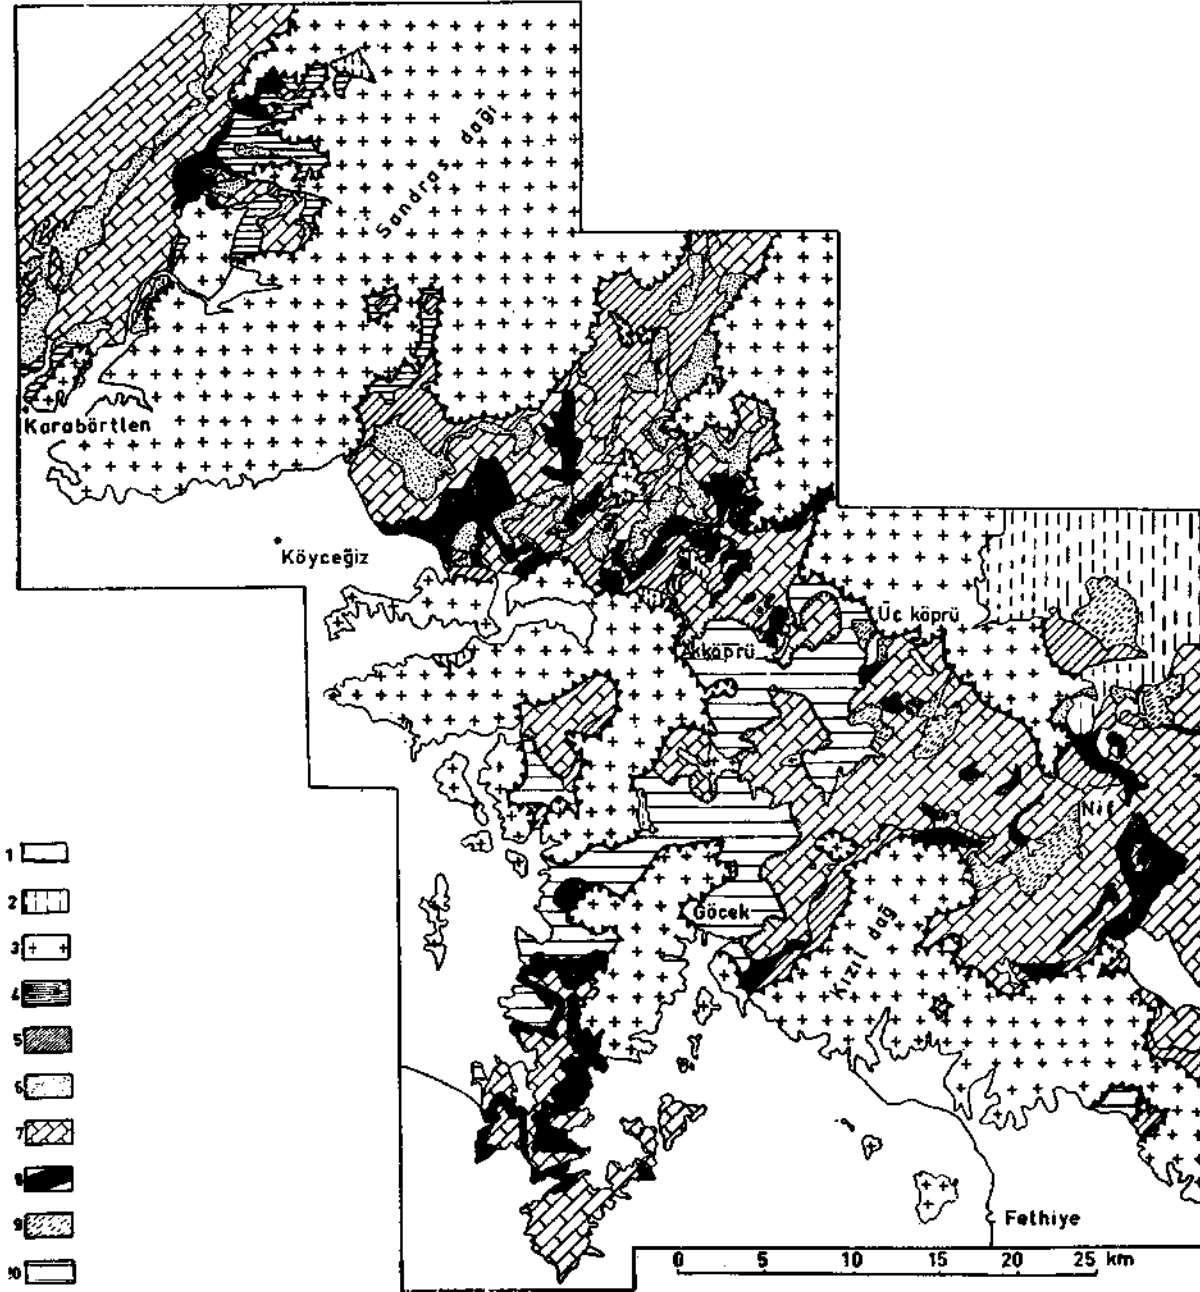 Sandras dağı
Karabörtlen
Köyceğiz
Üç köprü
Akköprü
Nif
Göcek
Kızıl dağ
Fethiye
1
2
3
4
5
6
7
8
9
10
0 5 10 15 20 25 km